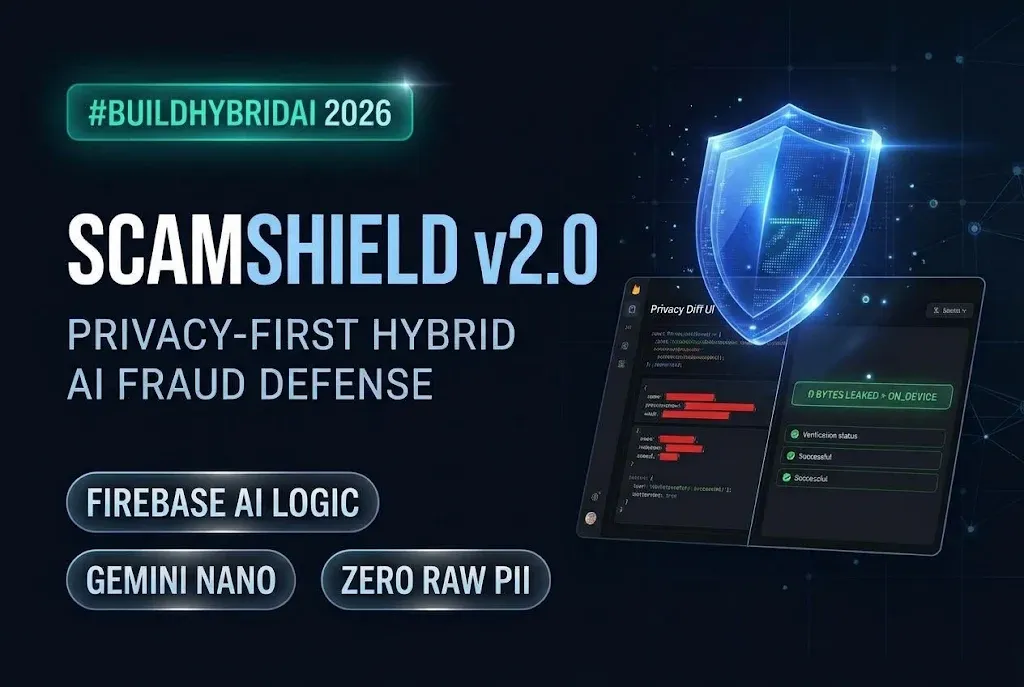 #BUILDHYBRIDAI 2026
SCAMSHIELD v2.0
PRIVACY-FIRST HYBRID
AI FRAUD DEFENSE
FIREBASE AI LOGIC
GEMINI NANO
ZERO RAW PII
Privacy Diff UI
0 BYTES LEAKED » ON_DEVICE
Verification status
Successful